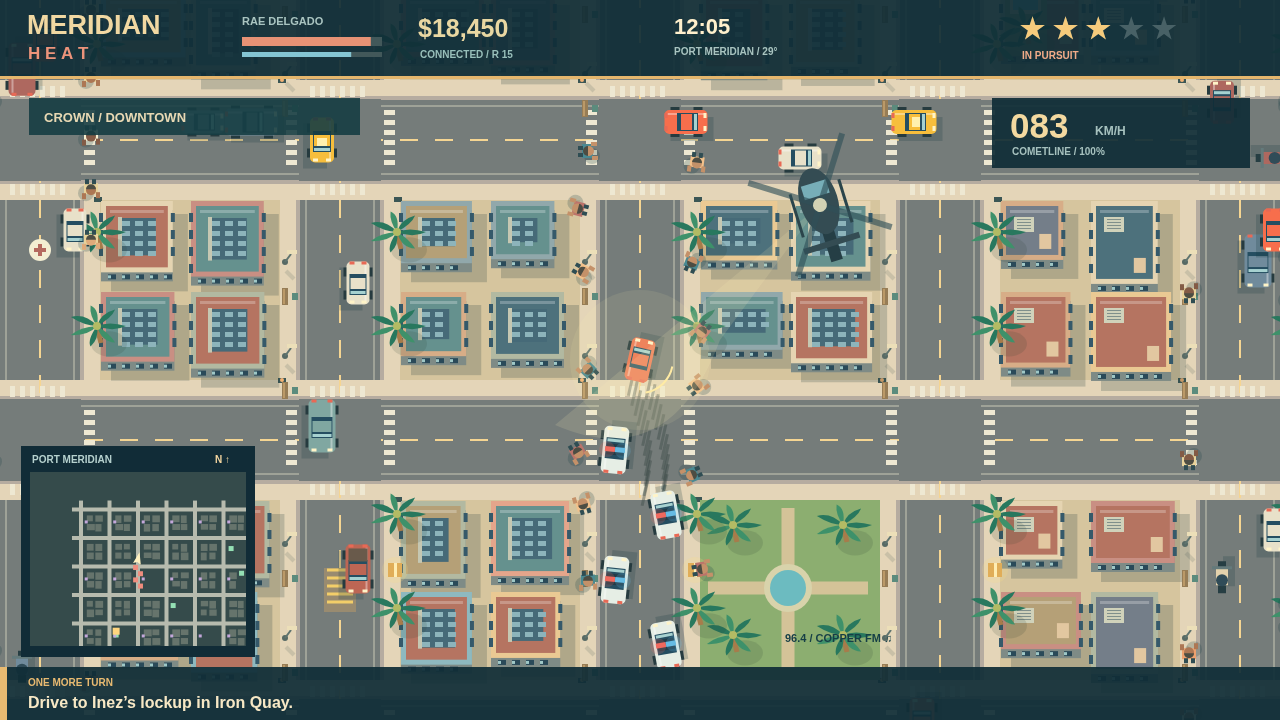 MERIDIAN
HEAT
RAE DELGADO
$18,450
CONNECTED / R 15
12:05
PORT MERIDIAN / 29°
IN PURSUIT
CROWN / DOWNTOWN
083 KM/H
COMETLINE / 100%
PORT MERIDIAN N ↑
96.4 / COPPER FM ♫
ONE MORE TURN
Drive to Inez’s lockup in Iron Quay.